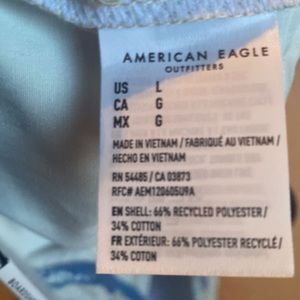 AMERICAN EAGLE
OUTFITTERS
US L
CA G
MX G
MADE IN VIETNAM / FABRIQUÉ AU VIETNAM /
HECHO EN VIETNAM
RN 54485 / CA 03873
RFC# AEM120605U9A
EN SHELL: 66% RECYCLED POLYESTER /
34% COTTON
FR EXTÉRIEUR: 66% POLYESTER RECYCLÉ /
34% COTON